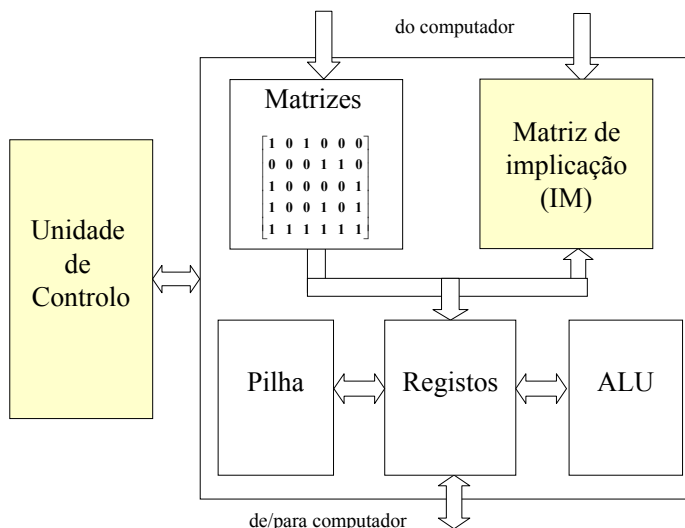 do computador
Matrizes
1 0 1 0 0 0
0 0 0 1 1 0
1 0 0 0 0 1
1 0 0 1 0 1
1 1 1 1 1 1
Matriz de
implicação
(IM)
Unidade
de
Controlo
Pilha
Registos
ALU
de/para computador